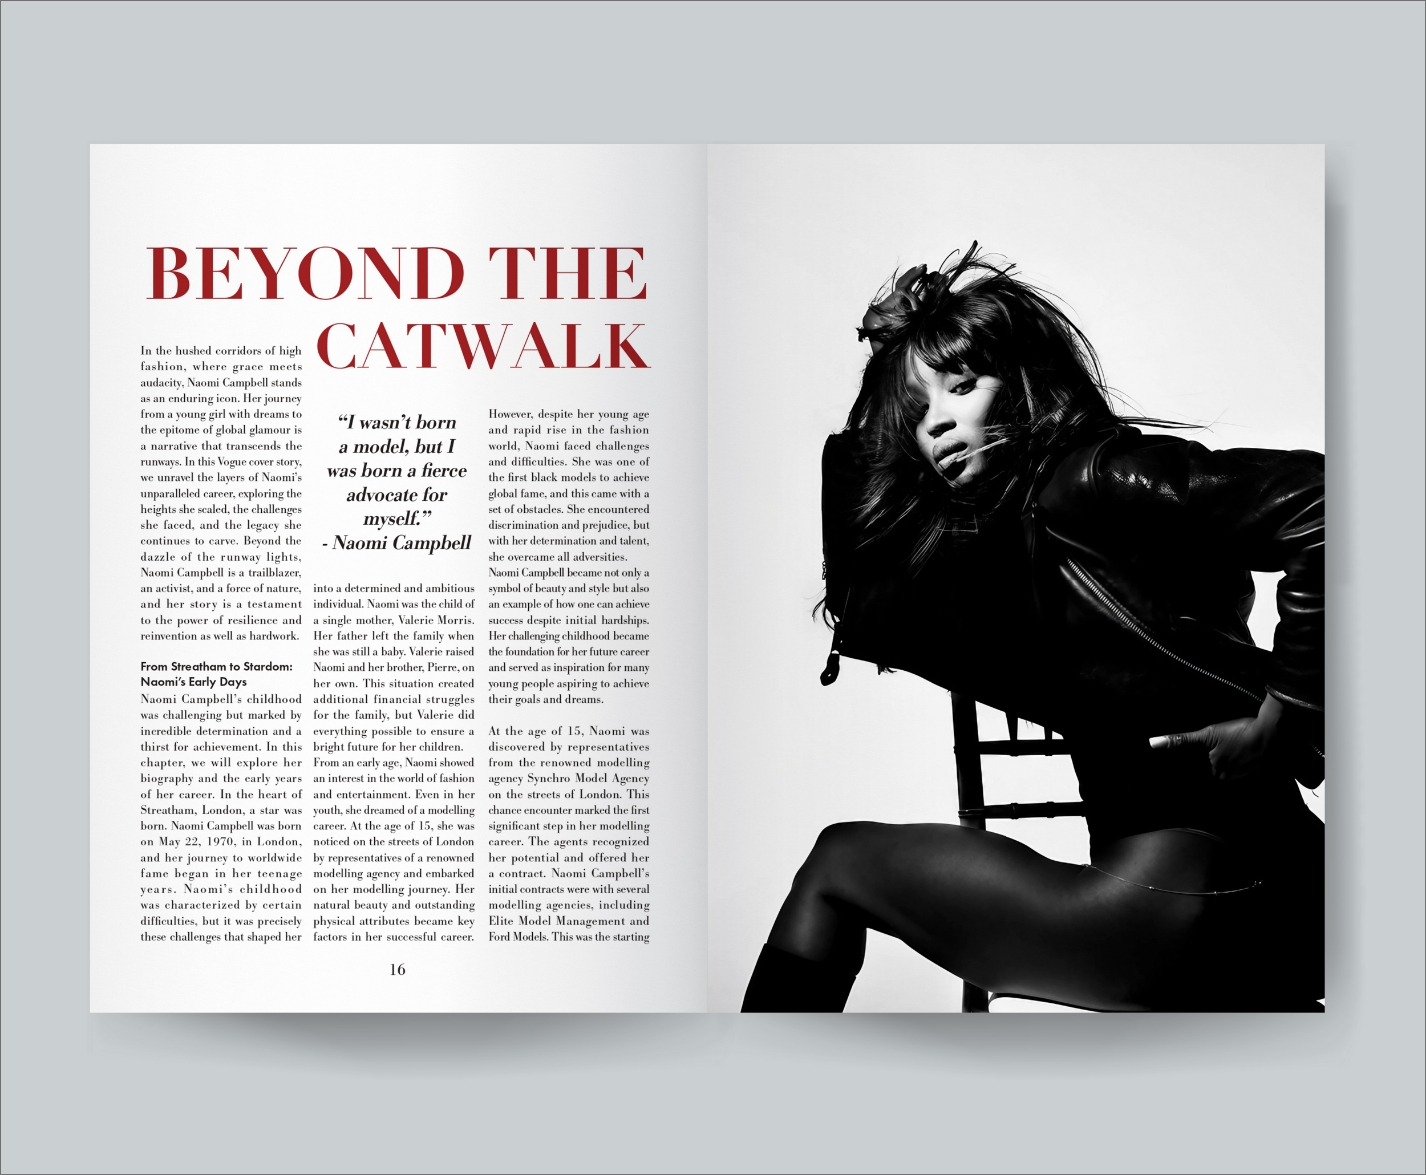 BEYOND THE
CATWALK
In the hushed corridors of high
fashion, where grace meets
audacity, Naomi Campbell stands
as an enduring icon. Her journey
from a young girl with dreams to
the epitome of global glamour is
a narrative that transcends the
runways. In this Vogue cover story,
we unravel the layers of Naomi’s
unparalleled career, exploring the
heights she scaled, the challenges
she faced, and the legacy she
continues to carve. Beyond the
dazzle of the runway lights,
Naomi Campbell is a trailblazer,
an activist, and a force of nature,
and her story is a testament
to the power of resilience and
reinvention as well as hardwork.
From Streatham to Stardom:
Naomi’s Early Days
Naomi Campbell’s childhood
was challenging but marked by
incredible determination and a
thirst for achievement. In this
chapter, we will explore her
biography and the early years
of her career. In the heart of
Streatham, London, a star was
born. Naomi Campbell was born
on May 22, 1970, in London,
and her journey to worldwide
fame began in her teenage
years. Naomi’s childhood
was characterized by certain
difficulties, but it was precisely
these challenges that shaped her
“I wasn’t born
a model, but I
was born a fierce
advocate for
myself.”
- Naomi Campbell
into a determined and ambitious
individual. Naomi was the child of
a single mother, Valerie Morris.
Her father left the family when
she was still a baby. Valerie raised
Naomi and her brother, Pierre, on
her own. This situation created
additional financial struggles
for the family, but Valerie did
everything possible to ensure a
bright future for her children.
From an early age, Naomi showed
an interest in the world of fashion
and entertainment. Even in her
youth, she dreamed of a modelling
career. At the age of 15, she was
noticed on the streets of London
by representatives of a renowned
modelling agency and embarked
on her modelling journey. Her
natural beauty and outstanding
physical attributes became key
factors in her successful career.
However, despite her young age
and rapid rise in the fashion
world, Naomi faced challenges
and difficulties. She was one of
the first black models to achieve
global fame, and this came with a
set of obstacles. She encountered
discrimination and prejudice, but
with her determination and talent,
she overcame all adversities.
Naomi Campbell became not only a
symbol of beauty and style but also
an example of how one can achieve
success despite initial hardships.
Her challenging childhood became
the foundation for her future career
and served as inspiration for many
young people aspiring to achieve
their goals and dreams.
At the age of 15, Naomi was
discovered by representatives
from the renowned modelling
agency Synchro Model Agency
on the streets of London. This
chance encounter marked the first
significant step in her modelling
career. The agents recognized
her potential and offered her
a contract. Naomi Campbell’s
initial contracts were with several
modelling agencies, including
Elite Model Management and
Ford Models. This was the starting
16